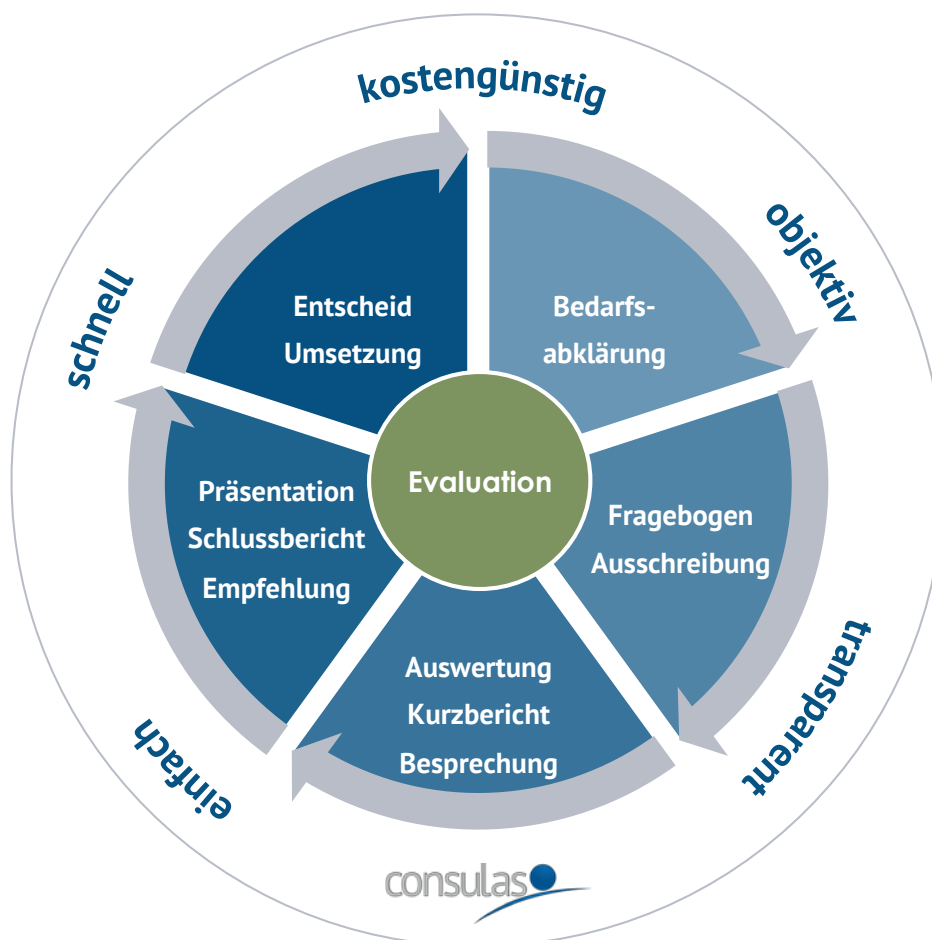 kostengünstig
objektiv
transparent
einfach
schnell
Bedarfs-
abklärung
Fragebogen
Ausschreibung
Auswertung
Kurzbericht
Besprechung
Präsentation
Schlussbericht
Empfehlung
Entscheid
Umsetzung
Evaluation
consulas